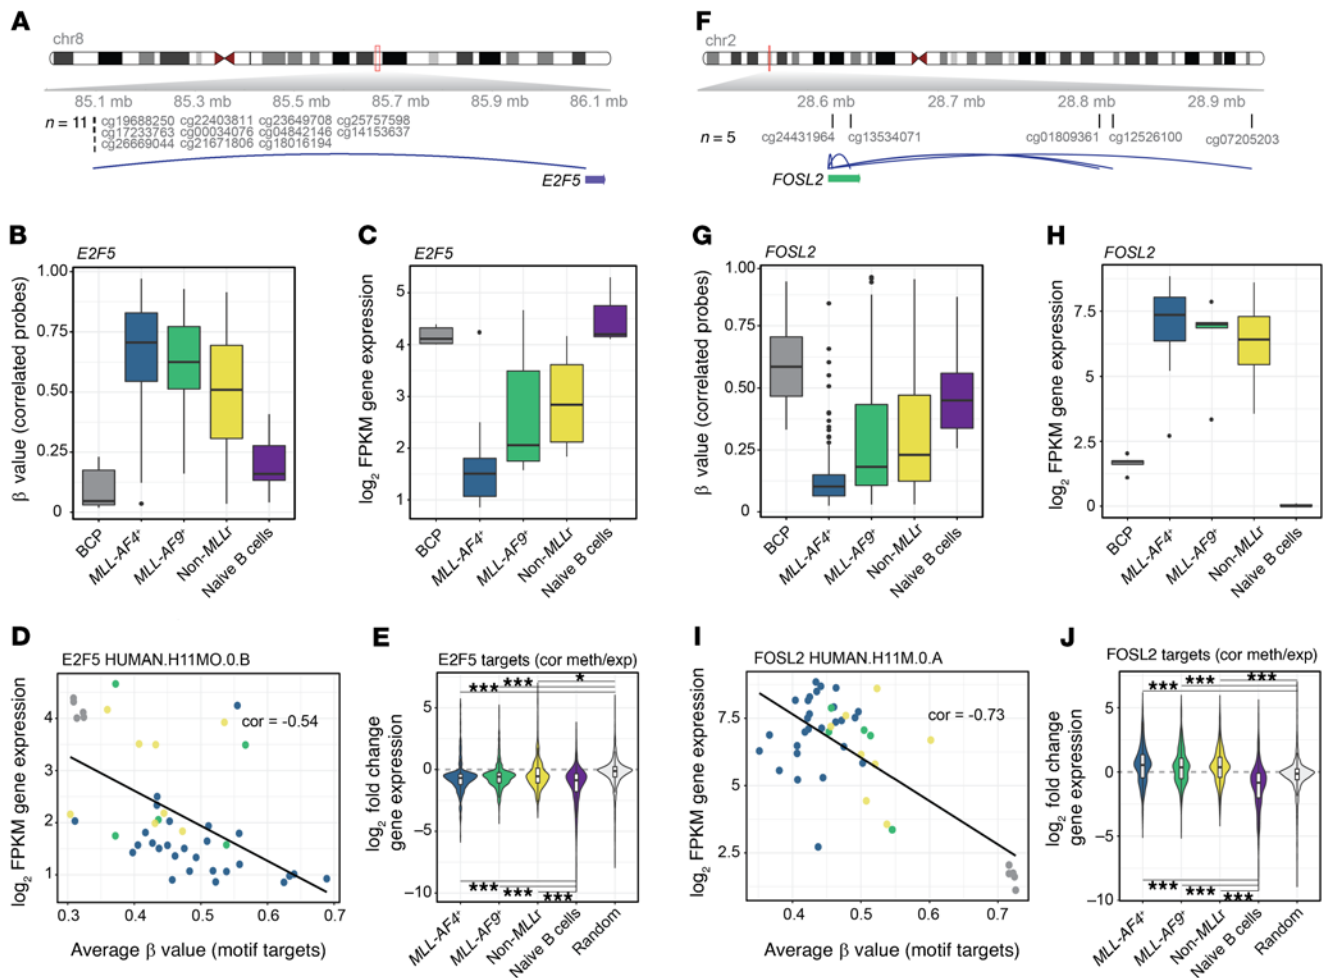 A
chr8
85.1 mb 85.3 mb 85.5 mb 85.7 mb 85.9 mb 86.1 mb
n = 11
cg19688250 cg22403811 cg23649708 cg25757598
cg17233763 cg00034076 cg04842146 cg14153637
cg26669044 cg21671806 cg18016194
E2F5
F
chr2
28.6 mb 28.7 mb 28.8 mb 28.9 mb
n = 5
cg24431964 cg13534071 cg01809361 cg12526100 cg07205203
FOSL2
B
E2F5
β value (correlated probes)
1.00
0.75
0.50
0.25
0
BCP MLL-AF4+ MLL-AF9+ Non-MLLr Naive B cells
C
E2F5
log2 FPKM gene expression
5
4
3
2
1
BCP MLL-AF4+ MLL-AF9+ Non-MLLr Naive B cells
G
FOSL2
β value (correlated probes)
1.00
0.75
0.50
0.25
0
BCP MLL-AF4+ MLL-AF9+ Non-MLLr Naive B cells
H
FOSL2
log2 FPKM gene expression
7.5
5.0
2.5
0
BCP MLL-AF4+ MLL-AF9+ Non-MLLr Naive B cells
D
E2F5 HUMAN.H11MO.0.B
log2 FPKM gene expression
4
3
2
1
cor = -0.54
0.3 0.4 0.5 0.6 0.7
Average β value (motif targets)
E
E2F5 targets (cor meth/exp)
log2 fold change
gene expression
5
0
−5
−10
*** *** *
*** *** ***
MLL-AF4+ MLL-AF9+ Non-MLLr Naive B cells Random
I
FOSL2 HUMAN.H11M.0.A
log2 FPKM gene expression
7.5
5.0
2.5
cor = -0.73
0.4 0.5 0.6 0.7
Average β value (motif targets)
J
FOSL2 targets (cor meth/exp)
log2 fold change
gene expression
5
0
−5
−10
*** *** ***
*** *** ***
MLL-AF4+ MLL-AF9+ Non-MLLr Naive B cells Random